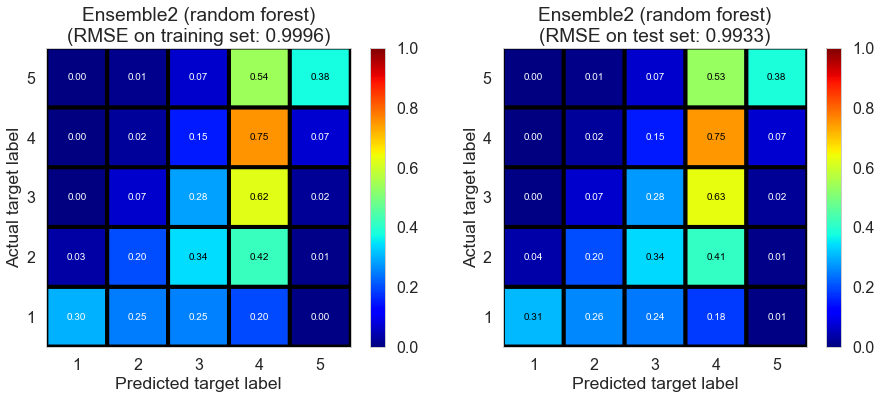 Ensemble2 (random forest)
(RMSE on training set: 0.9996)
Actual target label
5
4
3
2
1
0.00 0.01 0.07 0.54 0.38
0.00 0.02 0.15 0.75 0.07
0.00 0.07 0.28 0.62 0.02
0.03 0.20 0.34 0.42 0.01
0.30 0.25 0.25 0.20 0.00
1 2 3 4 5
Predicted target label
1.0
0.8
0.6
0.4
0.2
0.0
Ensemble2 (random forest)
(RMSE on test set: 0.9933)
Actual target label
5
4
3
2
1
0.00 0.01 0.07 0.53 0.38
0.00 0.02 0.15 0.75 0.07
0.00 0.07 0.28 0.63 0.02
0.04 0.20 0.34 0.41 0.01
0.31 0.26 0.24 0.18 0.01
1 2 3 4 5
Predicted target label
1.0
0.8
0.6
0.4
0.2
0.0